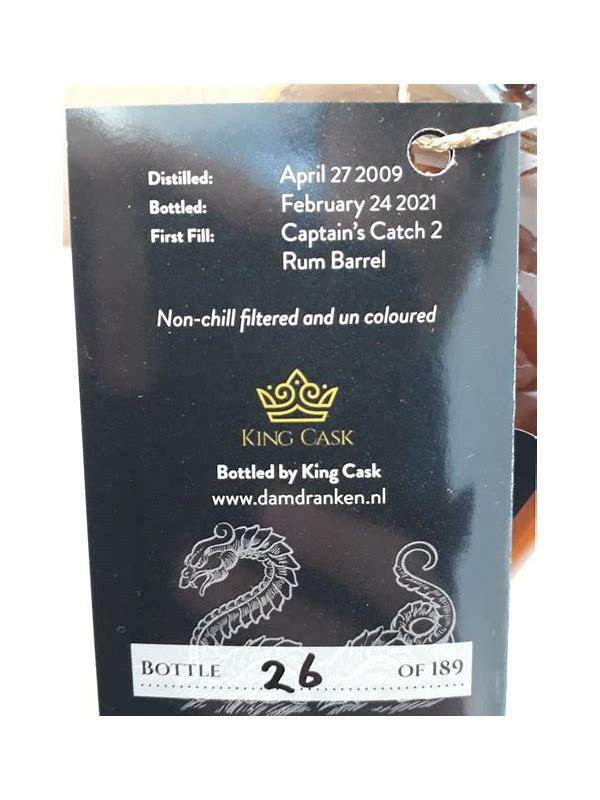 Distilled: April 27 2009
Bottled: February 24 2021
First Fill: Captain's Catch 2
Rum Barrel
Non-chill filtered and un coloured
KING CASK
Bottled by King Cask
www.damdranken.nl
BOTTLE 26 OF 189